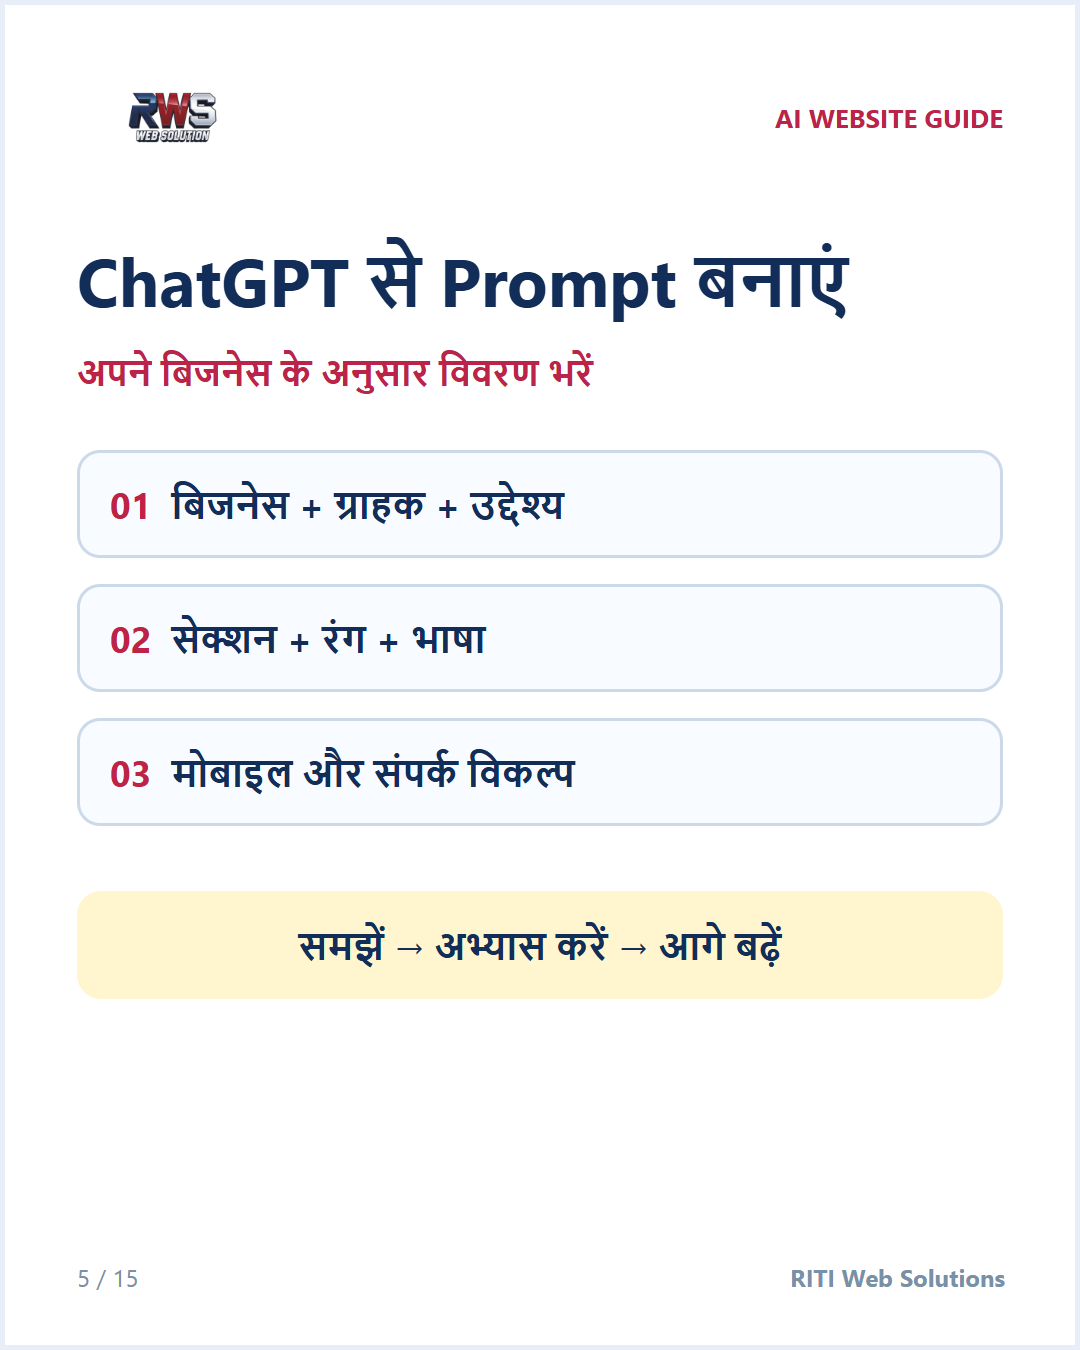 RWS
WEB SOLUTION
AI WEBSITE GUIDE
ChatGPT से Prompt बनाएं
अपने बिजनेस के अनुसार विवरण भरें
01 बिजनेस + ग्राहक + उद्देश्य
02 सेक्शन + रंग + भाषा
03 मोबाइल और संपर्क विकल्प
समझें → अभ्यास करें → आगे बढ़ें
5 / 15
RITI Web Solutions